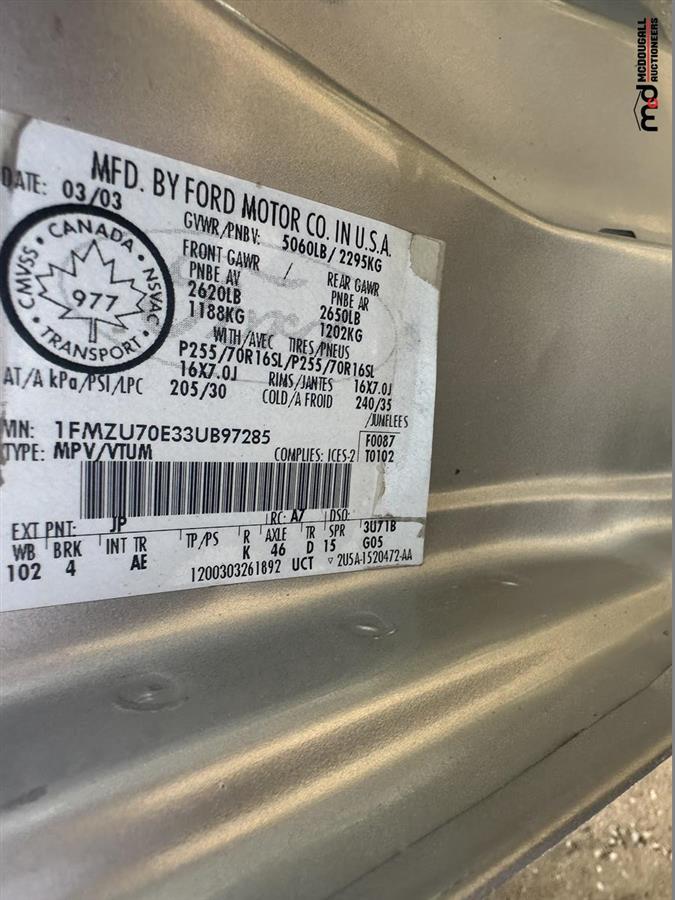 McDOUGALL
AUCTIONEERS
MFD. BY FORD MOTOR CO. IN U.S.A.
DATE: 03/03
GVWR/PNBV: 5060LB/2295KG
FRONT GAWR / REAR GAWR
PNBE AV PNBE AR
2620LB 2650LB
1188KG 1202KG
WITH/AVEC TIRES/PNEUS
P255/70R16SL/P255/70R16SL
16X7.0J RIMS/JANTES 16X7.0J
AT/A kPa/PSI/LPC 205/30 COLD/A FROID 240/35
/JUMELEES
CANADA
CMVSS · NSVAC
977
TRANSPORT
IN: 1FMZU70E33UB97285
F0087
TYPE: MPV/VTUM COMPLIES: ICES-2 T0102
EXT PNT: JP RC: A7 DSO:
WB BRK INT TR TP/PS R AXLE TR SPR 3U71B
102 4 AE K 46 D 15 G05
1200303261892 UCT ▽ 2U5A-1520472-AA